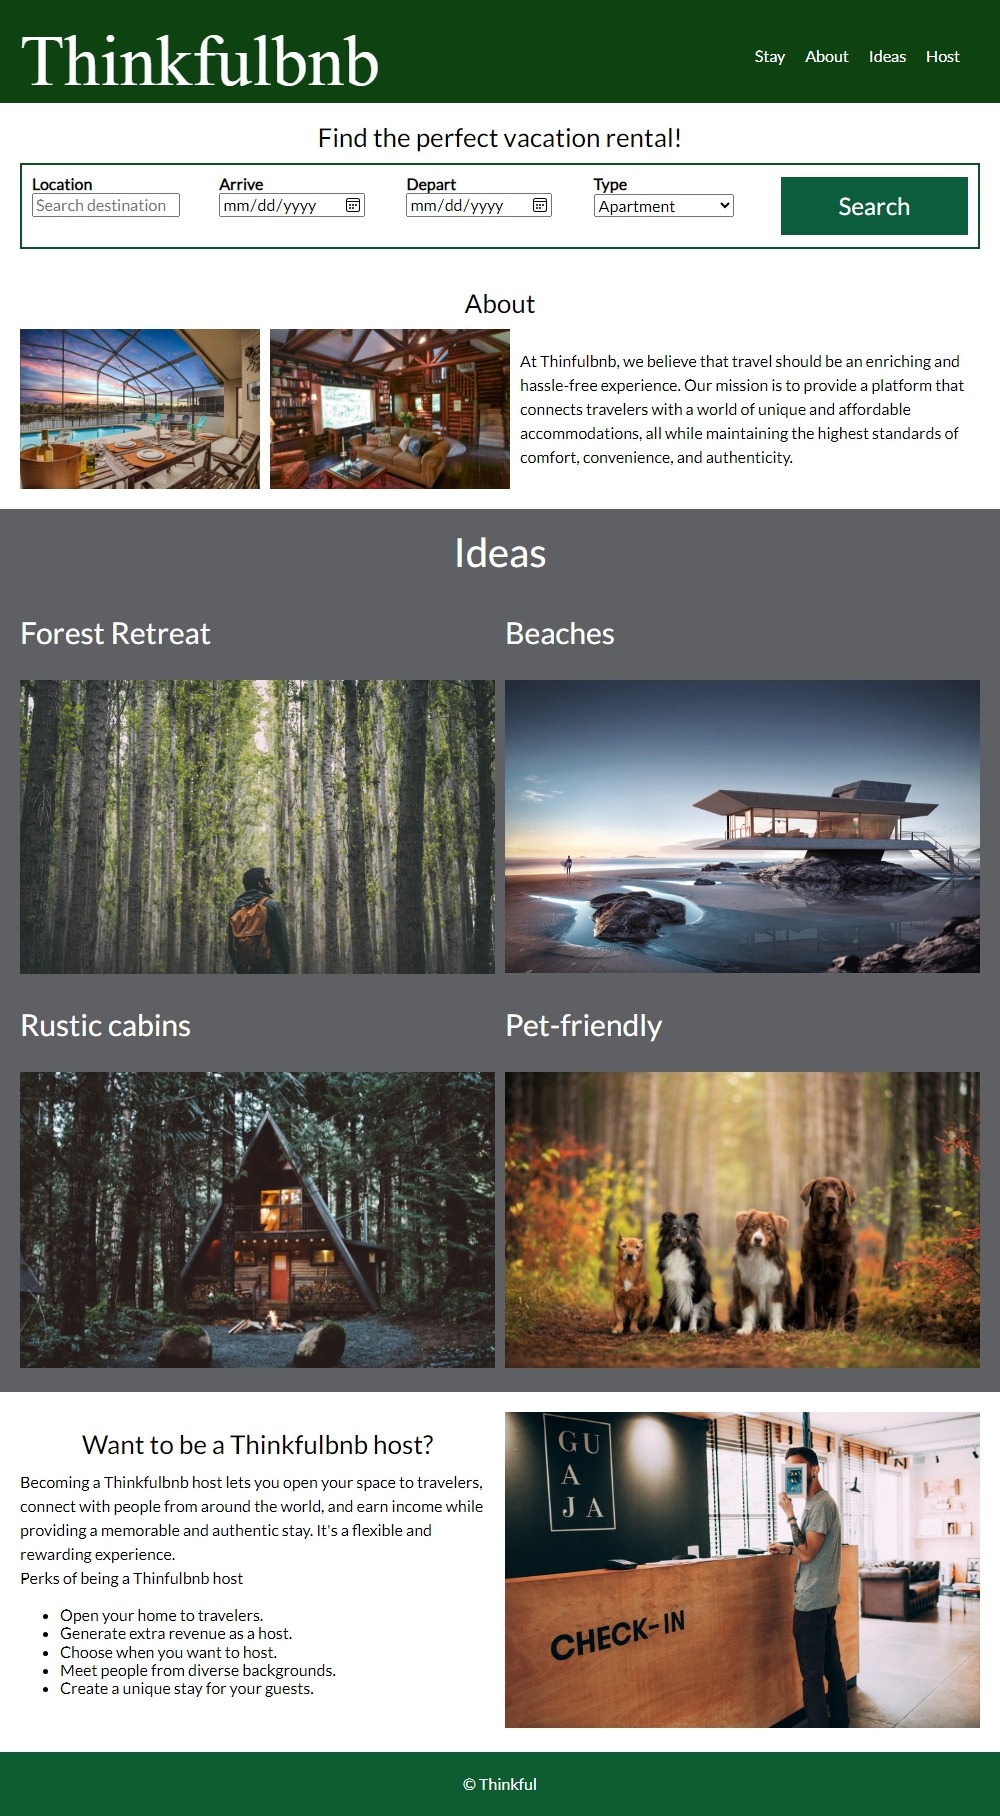 Thinkfulbnb
Stay About Ideas Host
Find the perfect vacation rental!
Location Arrive Depart Type
Search destination mm/dd/yyyy mm/dd/yyyy Apartment Search
About
At Thinfulbnb, we believe that travel should be an enriching and
hassle-free experience. Our mission is to provide a platform that
connects travelers with a world of unique and affordable
accommodations, all while maintaining the highest standards of
comfort, convenience, and authenticity.
Ideas
Forest Retreat
Beaches
Rustic cabins
Pet-friendly
Want to be a Thinkfulbnb host?
Becoming a Thinkfulbnb host lets you open your space to travelers,
connect with people from around the world, and earn income while
providing a memorable and authentic stay. It's a flexible and
rewarding experience.
Perks of being a Thinfulbnb host
Open your home to travelers.
Generate extra revenue as a host.
Choose when you want to host.
Meet people from diverse backgrounds.
Create a unique stay for your guests.
GU
A
JA
CHECK-IN
© Thinkful